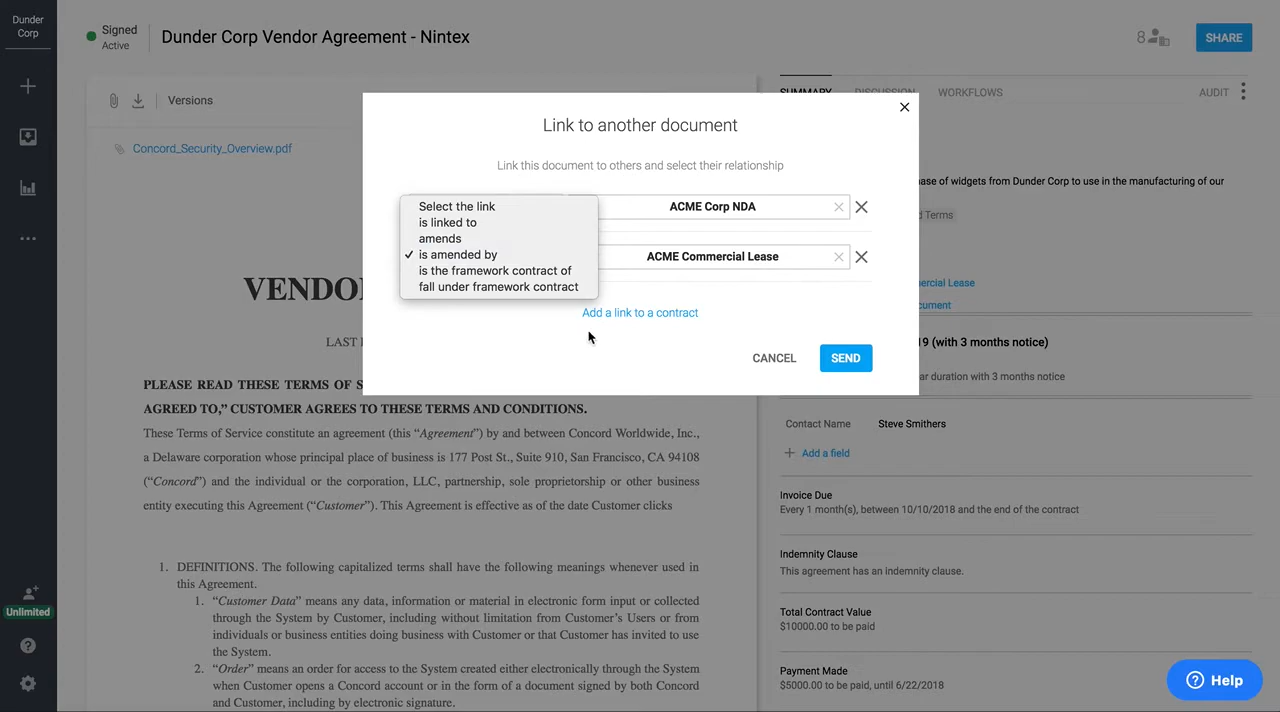 Dunder
Corp
Signed
Active
Dunder Corp Vendor Agreement - Nintex
8
SHARE
Versions
SUMMARY
DISCUSSION
WORKFLOWS
AUDIT
Concord_Security_Overview.pdf
Link to another document
Link this document to others and select their relationship
Select the link
is linked to
amends
✓ is amended by
is the framework contract of
fall under framework contract
ACME Corp NDA
ACME Commercial Lease
Add a link to a contract
CANCEL
SEND
of widgets from Dunder Corp to use in the manufacturing of our
Terms
Lease
VENDO
PLEASE READ THESE TERMS OF
AGREED TO,” CUSTOMER AGREES TO THESE TERMS AND CONDITIONS.
These Terms of Service constitute an agreement (this “Agreement”) by and between Concord Worldwide, Inc.,
a Delaware corporation whose principal place of business is 177 Post St., Suite 910, San Francisco, CA 94108
(“Concord”) and the individual or the corporation, LLC, partnership, sole proprietorship or other business
entity executing this Agreement (“Customer”). This Agreement is effective as of the date Customer clicks
1. DEFINITIONS. The following capitalized terms shall have the following meanings whenever used in
this Agreement.
1. “Customer Data” means any data, information or material in electronic form input or collected
through the System by Customer, including without limitation from Customer’s Users or from
individuals or business entities doing business with Customer or that Customer has invited to use
the System.
2. “Order” means an order for access to the System created either electronically through the System
when Customer opens a Concord account or in the form of a document signed by both Concord
and Customer, including by electronic signature.
(with 3 months notice)
duration with 3 months notice
Contact Name
Steve Smithers
Add a field
Invoice Due
Every 1 month(s), between 10/10/2018 and the end of the contract
Indemnity Clause
This agreement has an indemnity clause.
Total Contract Value
$10000.00 to be paid
Payment Made
$5000.00 to be paid, until 6/22/2018
Unlimited
Help